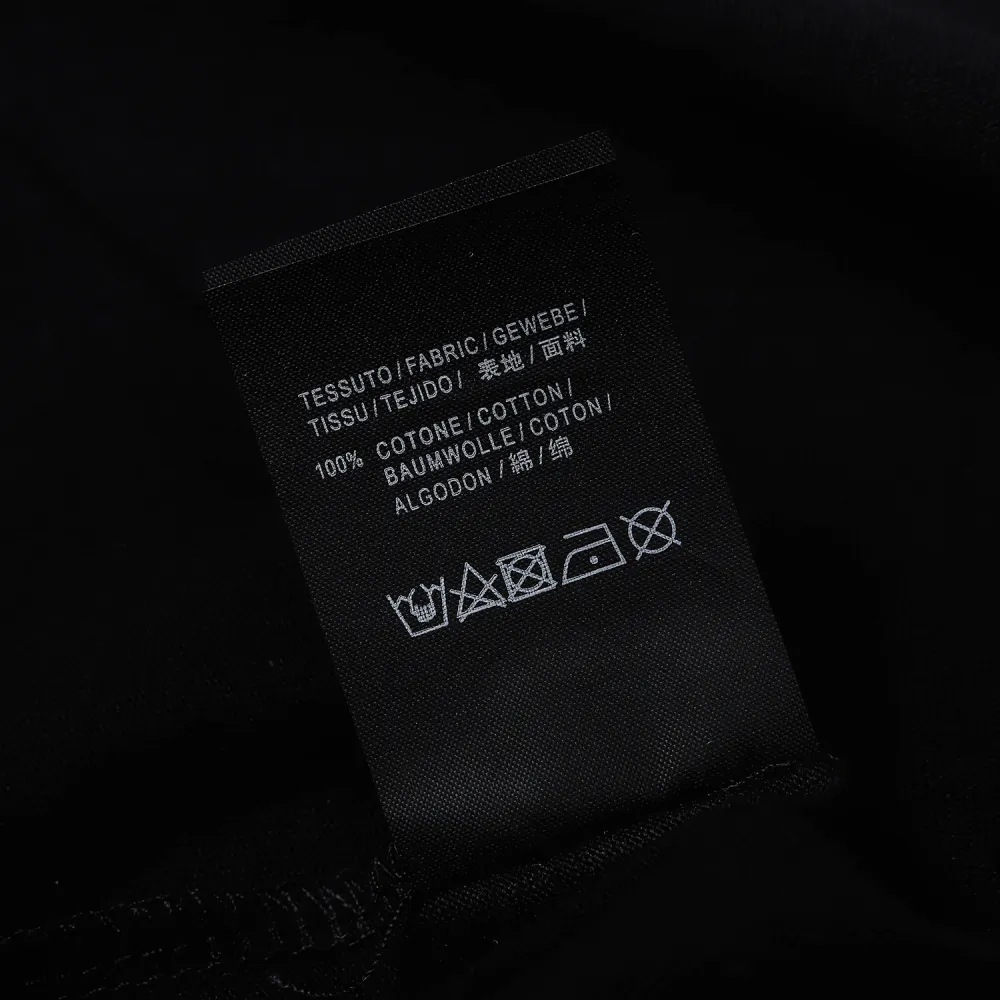 TESSUTO / FABRIC / GEWEBE /
TISSU / TEJIDO / 表地 / 面料
100% COTONE / COTTON /
BAUMWOLLE / COTON /
ALGODON / 綿 / 绵